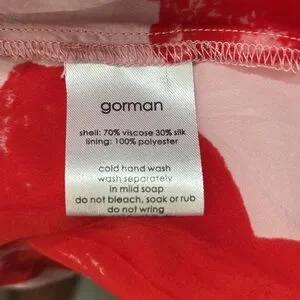 gorman
shell: 70% viscose 30% silk
lining: 100% polyester
cold hand wash
wash separately
in mild soap
do not bleach, soak or rub
do not wring